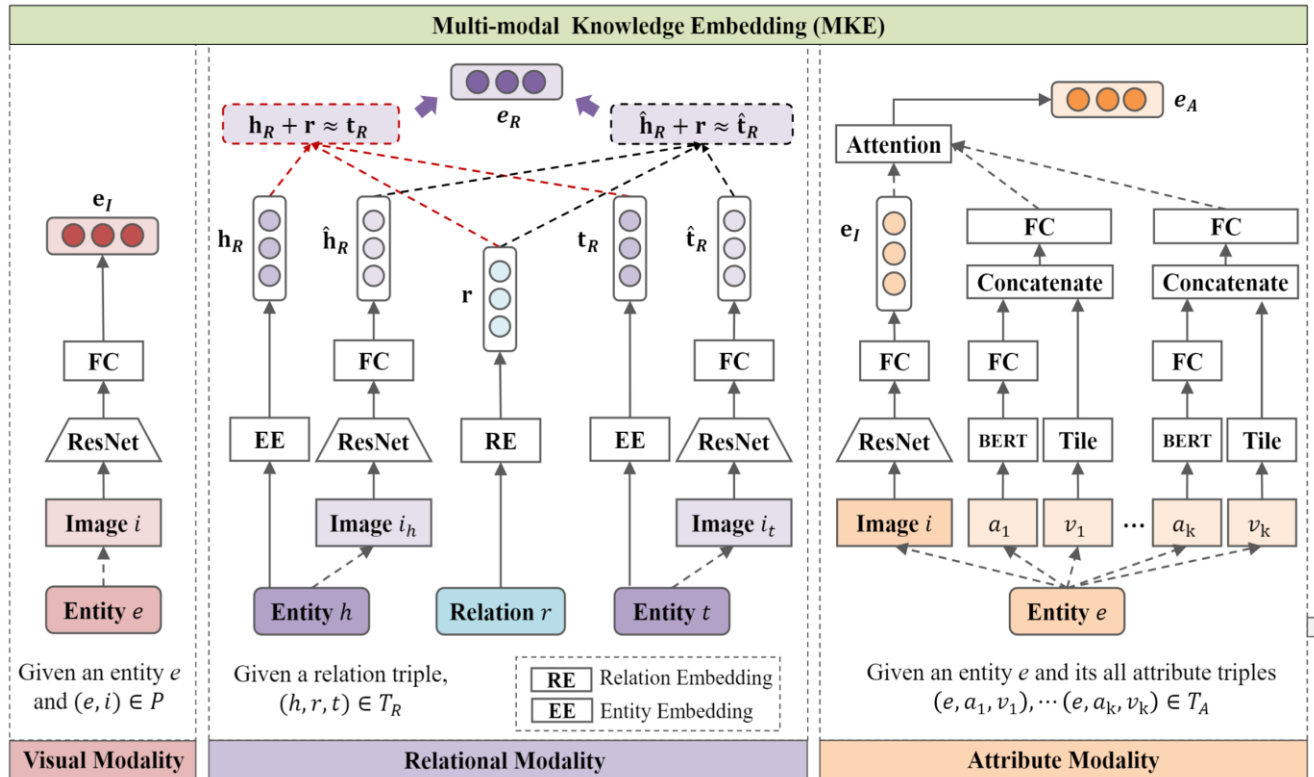 Multi-modal Knowledge Embedding (MKE)
e_I
FC
ResNet
Image i
Entity e
Given an entity e
and (e, i) ∈ P
Visual Modality
e_R
h_R + r ≈ t_R
ĥ_R + r ≈ t̂_R
h_R
ĥ_R
r
t_R
t̂_R
FC
FC
EE
ResNet
RE
EE
ResNet
Image i_h
Image i_t
Entity h
Relation r
Entity t
Given a relation triple,
(h, r, t) ∈ T_R
RE Relation Embedding
EE Entity Embedding
Relational Modality
e_A
Attention
e_I
FC
FC
Concatenate
Concatenate
FC
FC
FC
ResNet
BERT
Tile
BERT
Tile
Image i
a_1
v_1
···
a_k
v_k
Entity e
Given an entity e and its all attribute triples
(e, a_1, v_1), ⋯ (e, a_k, v_k) ∈ T_A
Attribute Modality